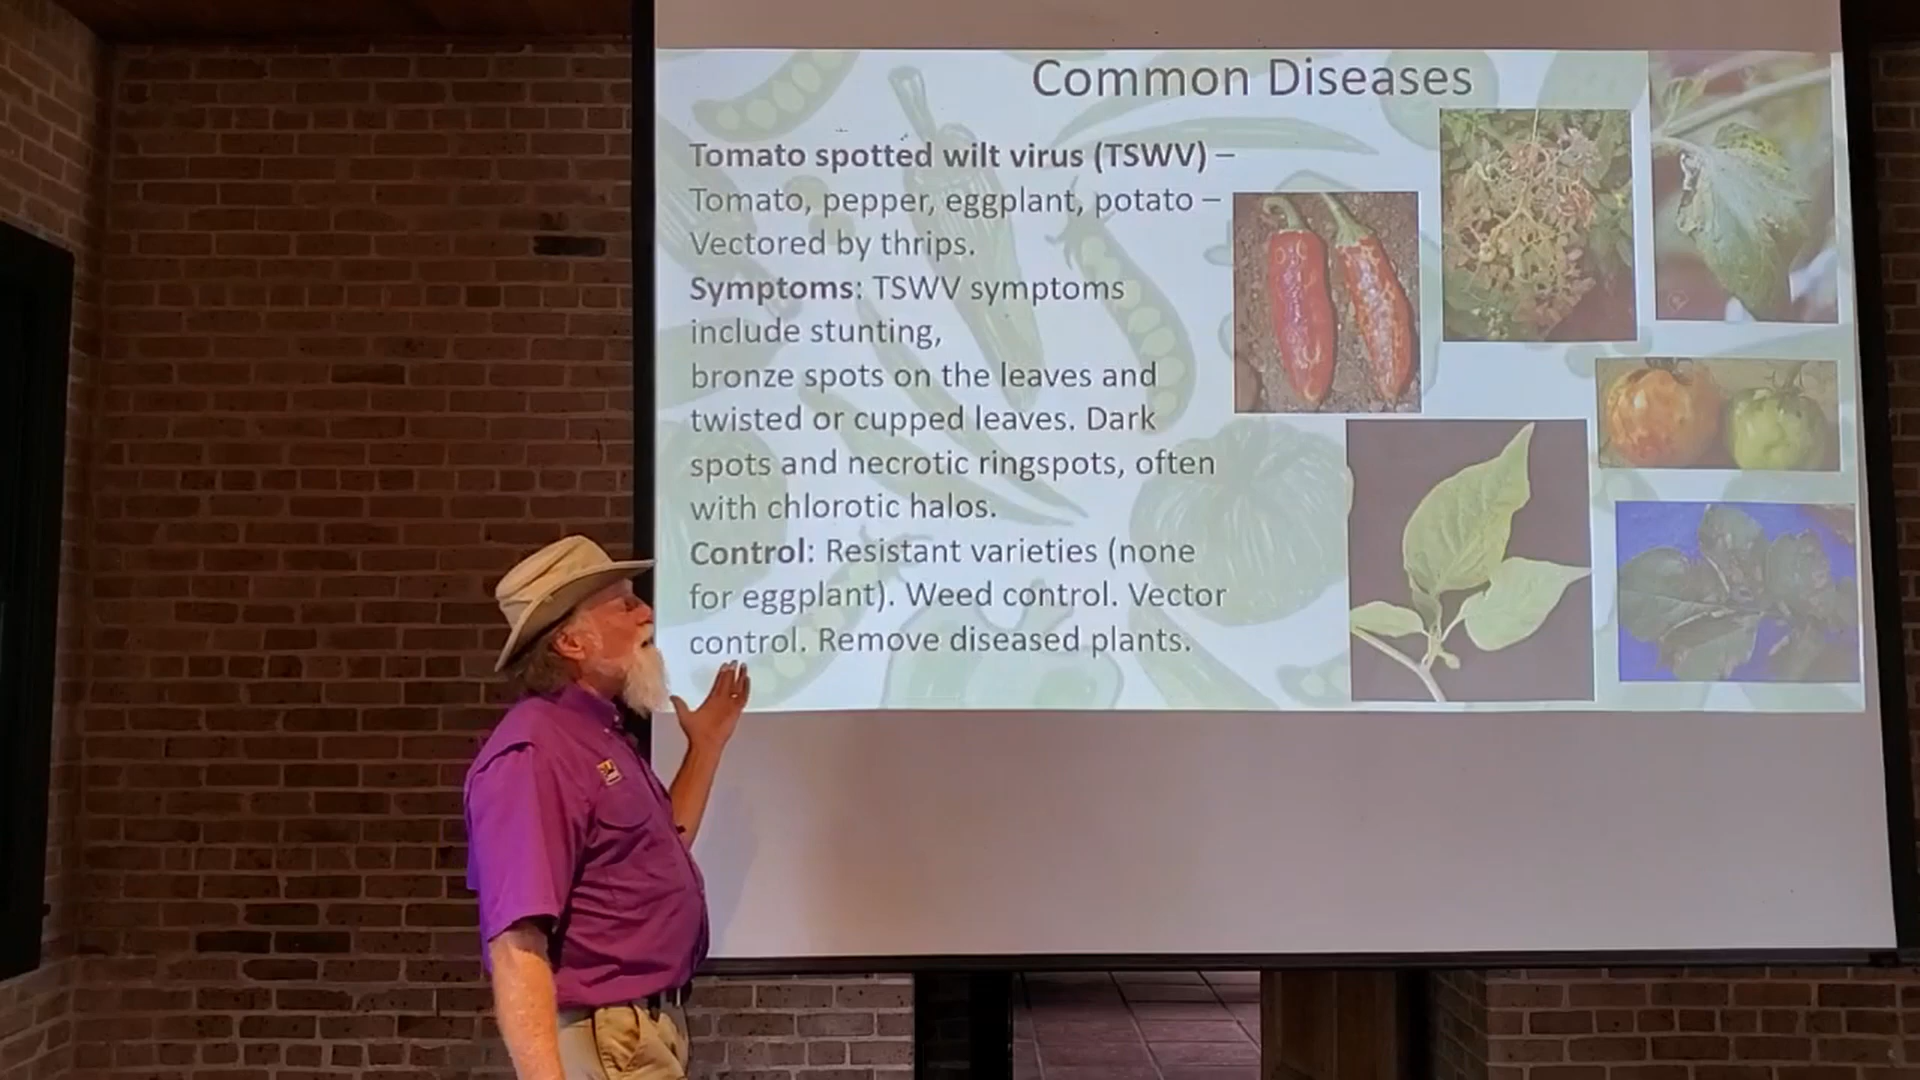 Common Diseases
Tomato spotted wilt virus (TSWV) –
Tomato, pepper, eggplant, potato –
Vectored by thrips.
Symptoms: TSWV symptoms
include stunting,
bronze spots on the leaves and
twisted or cupped leaves. Dark
spots and necrotic ringspots, often
with chlorotic halos.
Control: Resistant varieties (none
for eggplant). Weed control. Vector
control. Remove diseased plants.